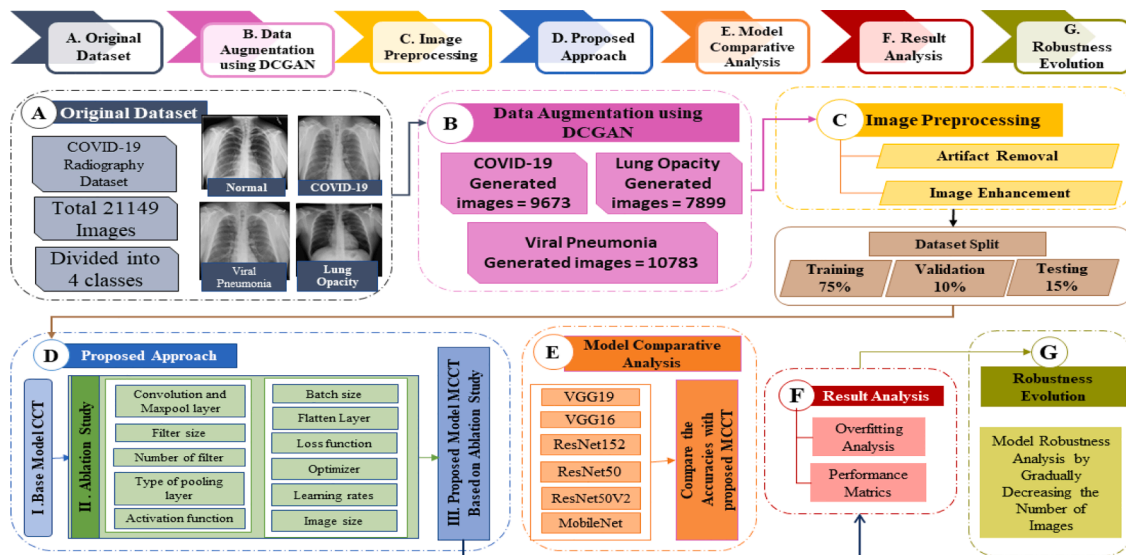 A. Original
Dataset
B. Data
Augmentation
using DCGAN
C. Image
Preprocessing
D. Proposed
Approach
E. Model
Comparative
Analysis
F. Result
Analysis
G.
Robustness
Evolution
A
Original Dataset
COVID-19
Radiography
Dataset
Total 21149
Images
Divided into
4 classes
Normal
COVID-19
Viral
Pneumonia
Lung
Opacity
B
Data Augmentation using
DCGAN
COVID-19
Generated
images = 9673
Lung Opacity
Generated
images = 7899
Viral Pneumonia
Generated images = 10783
C
Image Preprocessing
Artifact Removal
Image Enhancement
Dataset Split
Training
75%
Validation
10%
Testing
15%
D
Proposed Approach
I.Base Model CCT
II. Ablation Study
Convolution and
Maxpool layer
Filter size
Number of filter
Type of pooling
layer
Activation function
Batch size
Flatten Layer
Loss function
Optimizer
Learning rates
Image size
III. Proposed Model MCCT
Based on Ablation Study
E
Model Comparative
Analysis
VGG19
VGG16
ResNet152
ResNet50
ResNet50V2
MobileNet
Compare the
Accuracies with
proposed MCCT
F
Result Analysis
Overfitting
Analysis
Performance
Matrics
G
Robustness
Evolution
Model Robustness
Analysis by
Gradually
Decreasing the
Number of
Images